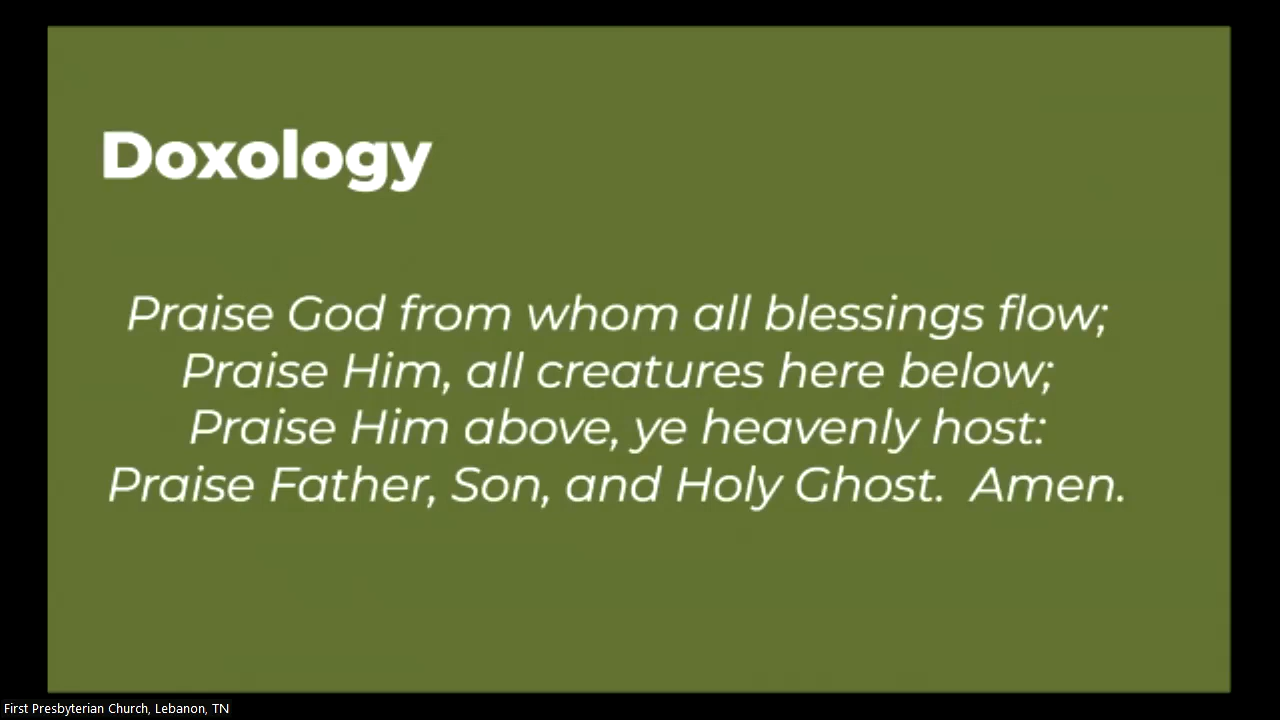 Doxology
Praise God from whom all blessings flow;
Praise Him, all creatures here below;
Praise Him above, ye heavenly host:
Praise Father, Son, and Holy Ghost.  Amen.
First Presbyterian Church, Lebanon, TN